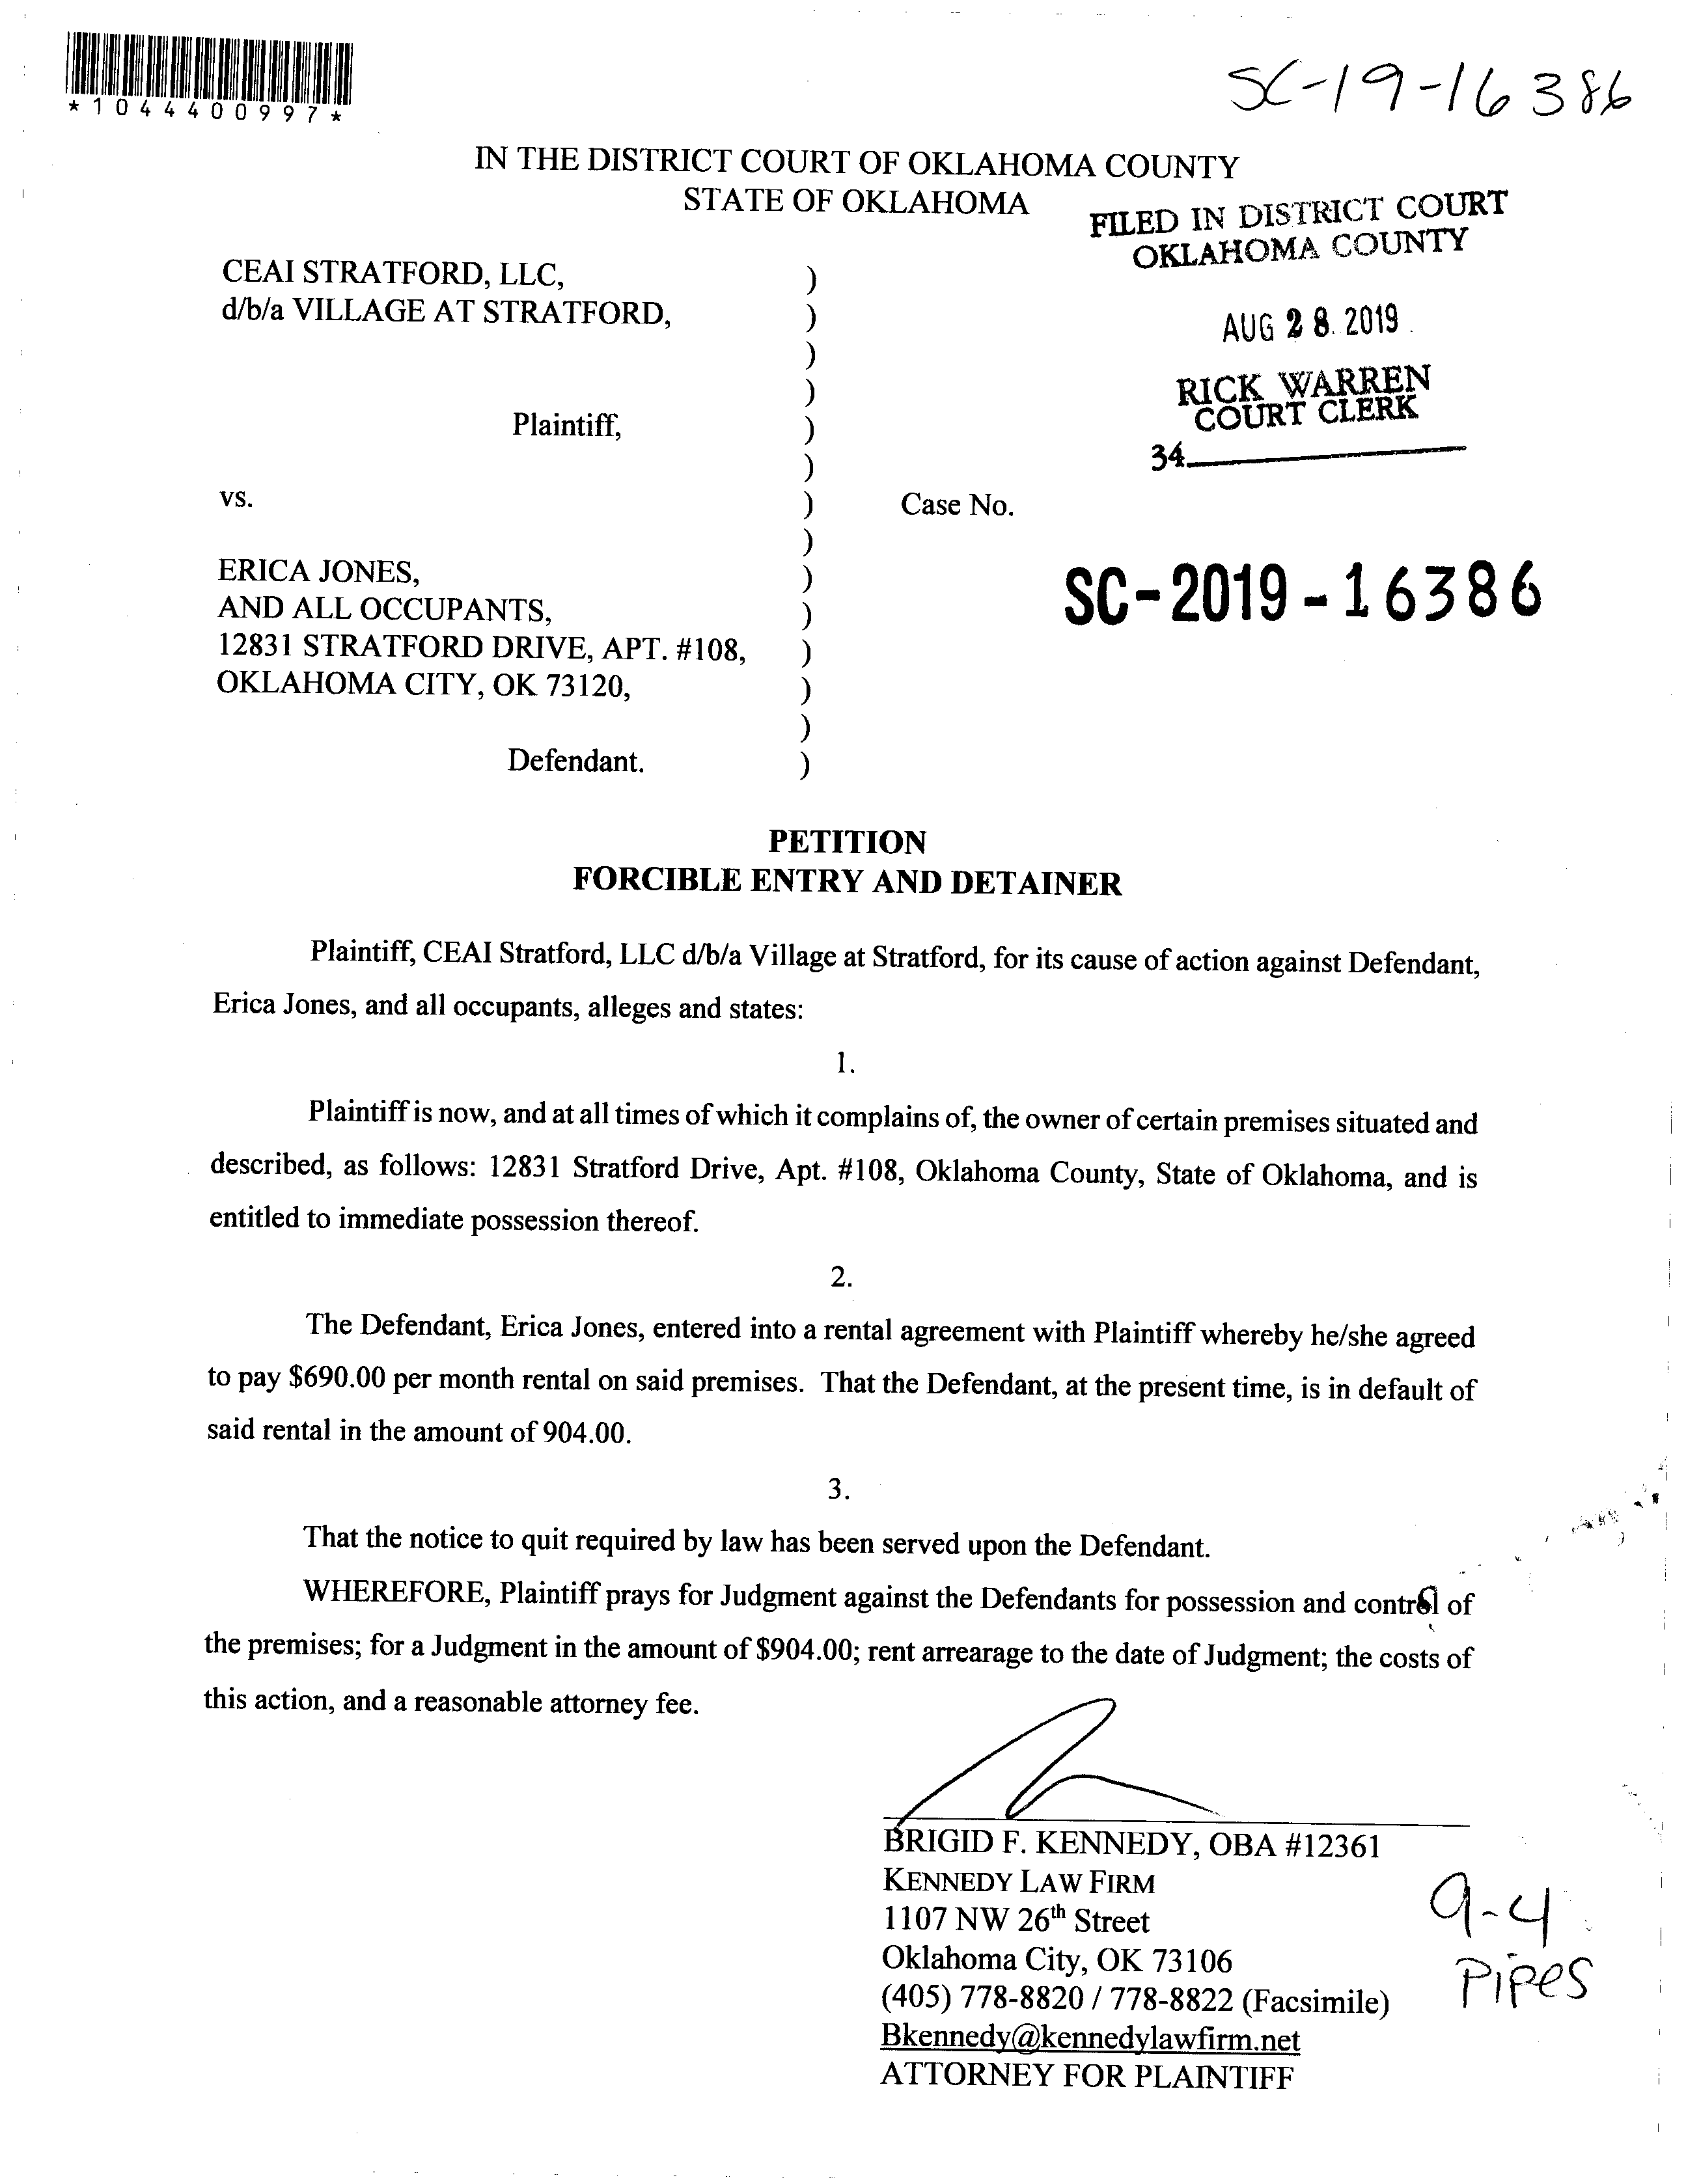 *1044400997*
SC-19-16386
IN THE DISTRICT COURT OF OKLAHOMA COUNTY
STATE OF OKLAHOMA
FILED IN DISTRICT COURT
OKLAHOMA COUNTY
CEAI STRATFORD, LLC, )
d/b/a VILLAGE AT STRATFORD, )
AUG 28 2019
)
)
RICK WARREN
COURT CLERK
Plaintiff, )
34
)
vs. ) Case No.
)
ERICA JONES, )
SC-2019-16386
AND ALL OCCUPANTS, )
12831 STRATFORD DRIVE, APT. #108, )
OKLAHOMA CITY, OK 73120, )
)
Defendant. )
PETITION
FORCIBLE ENTRY AND DETAINER
Plaintiff, CEAI Stratford, LLC d/b/a Village at Stratford, for its cause of action against Defendant,
Erica Jones, and all occupants, alleges and states:
1.
Plaintiff is now, and at all times of which it complains of, the owner of certain premises situated and
described, as follows: 12831 Stratford Drive, Apt. #108, Oklahoma County, State of Oklahoma, and is
entitled to immediate possession thereof.
2.
The Defendant, Erica Jones, entered into a rental agreement with Plaintiff whereby he/she agreed
to pay $690.00 per month rental on said premises. That the Defendant, at the present time, is in default of
said rental in the amount of 904.00.
3.
That the notice to quit required by law has been served upon the Defendant.
WHEREFORE, Plaintiff prays for Judgment against the Defendants for possession and control of
the premises; for a Judgment in the amount of $904.00; rent arrearage to the date of Judgment; the costs of
this action, and a reasonable attorney fee.
BRIGID F. KENNEDY, OBA #12361
KENNEDY LAW FIRM
1107 NW 26th Street
Oklahoma City, OK 73106
(405) 778-8820 / 778-8822 (Facsimile)
Bkennedy@kennedylawfirm.net
ATTORNEY FOR PLAINTIFF
9-4
Pipes